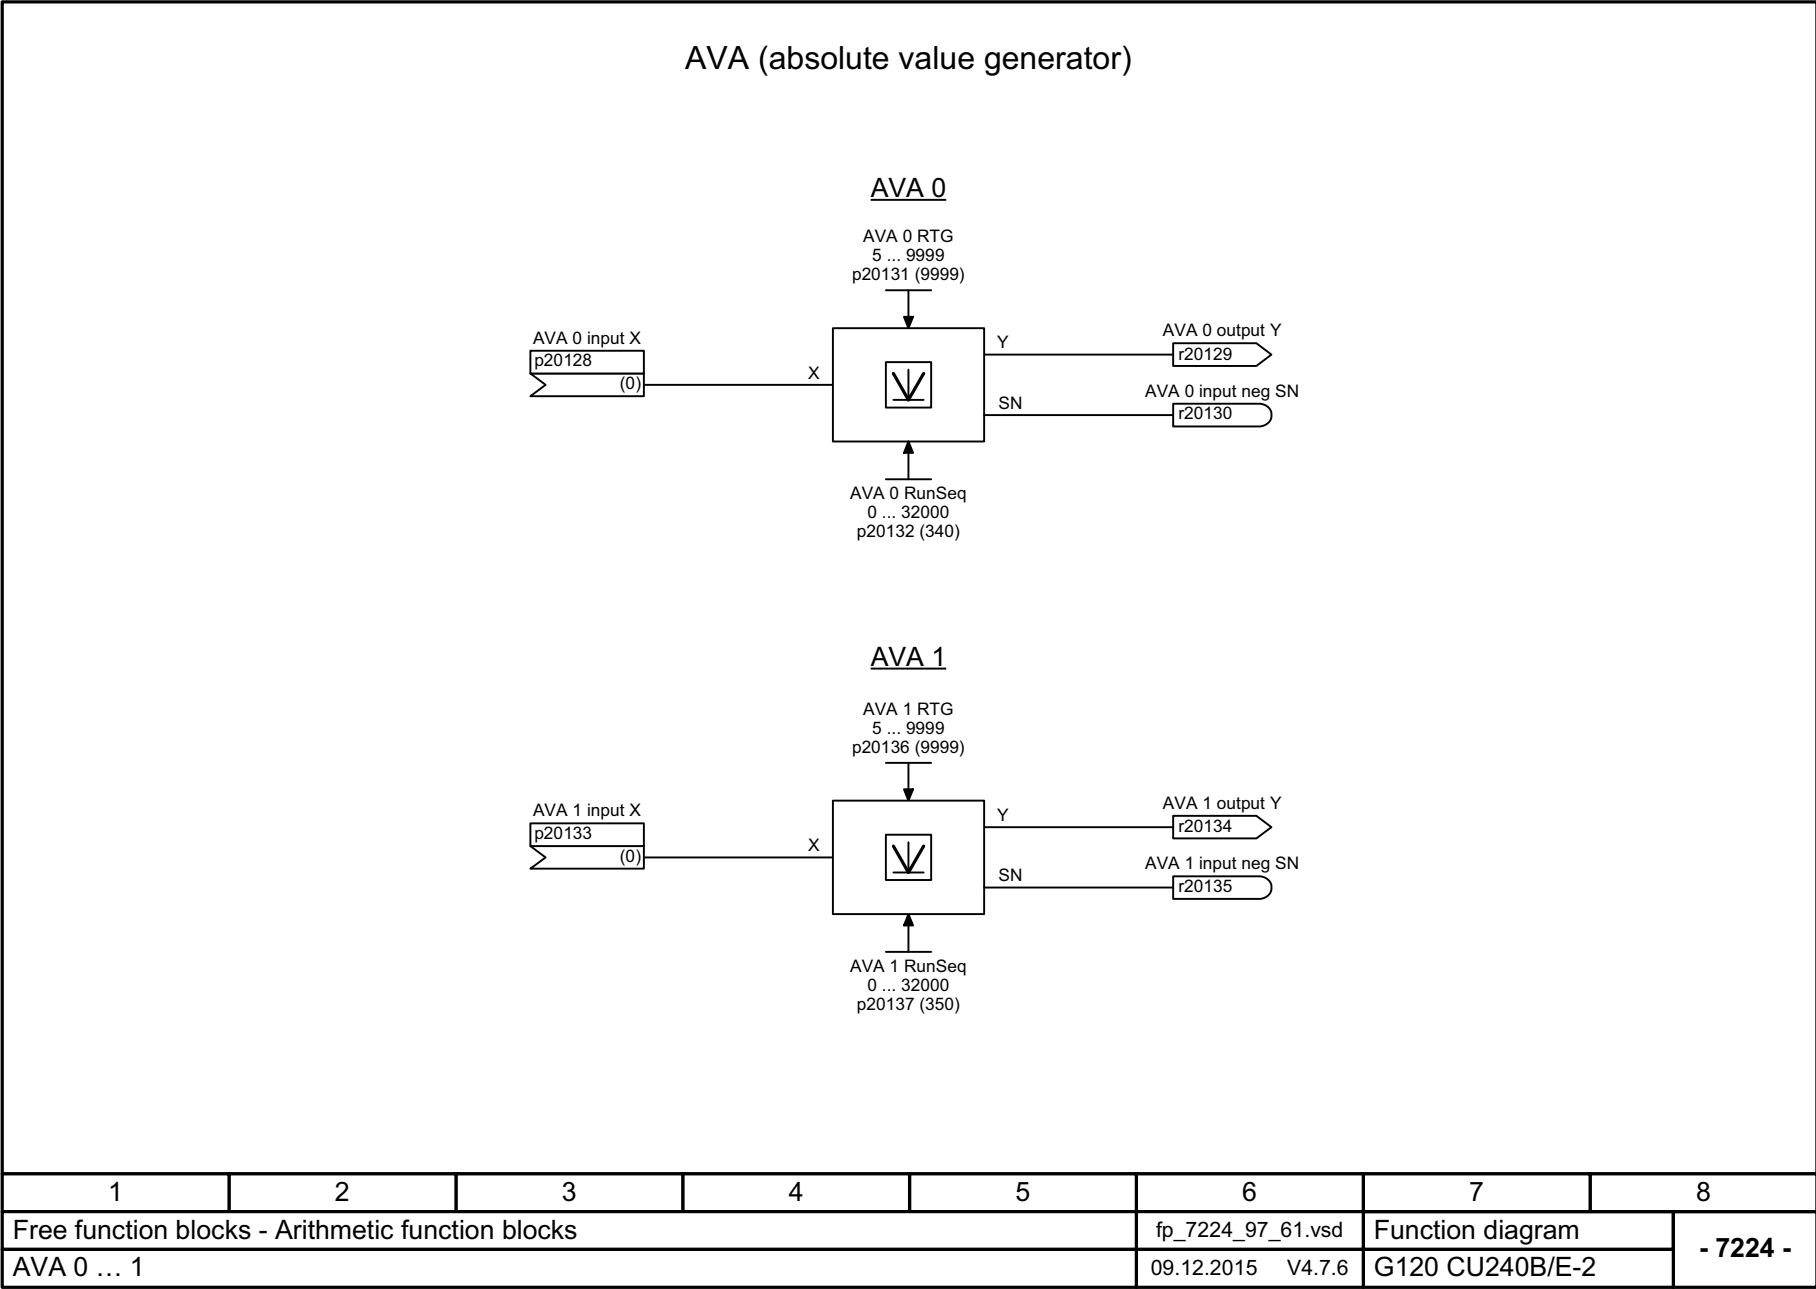 AVA (absolute value generator)
AVA 0
AVA 0 RTG
5 ... 9999
p20131 (9999)
AVA 0 input X
p20128
(0)
X
Y
AVA 0 output Y
r20129
SN
AVA 0 input neg SN
r20130
AVA 0 RunSeq
0 ... 32000
p20132 (340)
AVA 1
AVA 1 RTG
5 ... 9999
p20136 (9999)
AVA 1 input X
p20133
(0)
X
Y
AVA 1 output Y
r20134
SN
AVA 1 input neg SN
r20135
AVA 1 RunSeq
0 ... 32000
p20137 (350)
1 2 3 4 5 6 7 8
Free function blocks - Arithmetic function blocks
fp_7224_97_61.vsd
Function diagram
- 7224 -
AVA 0 … 1
09.12.2015 V4.7.6
G120 CU240B/E-2